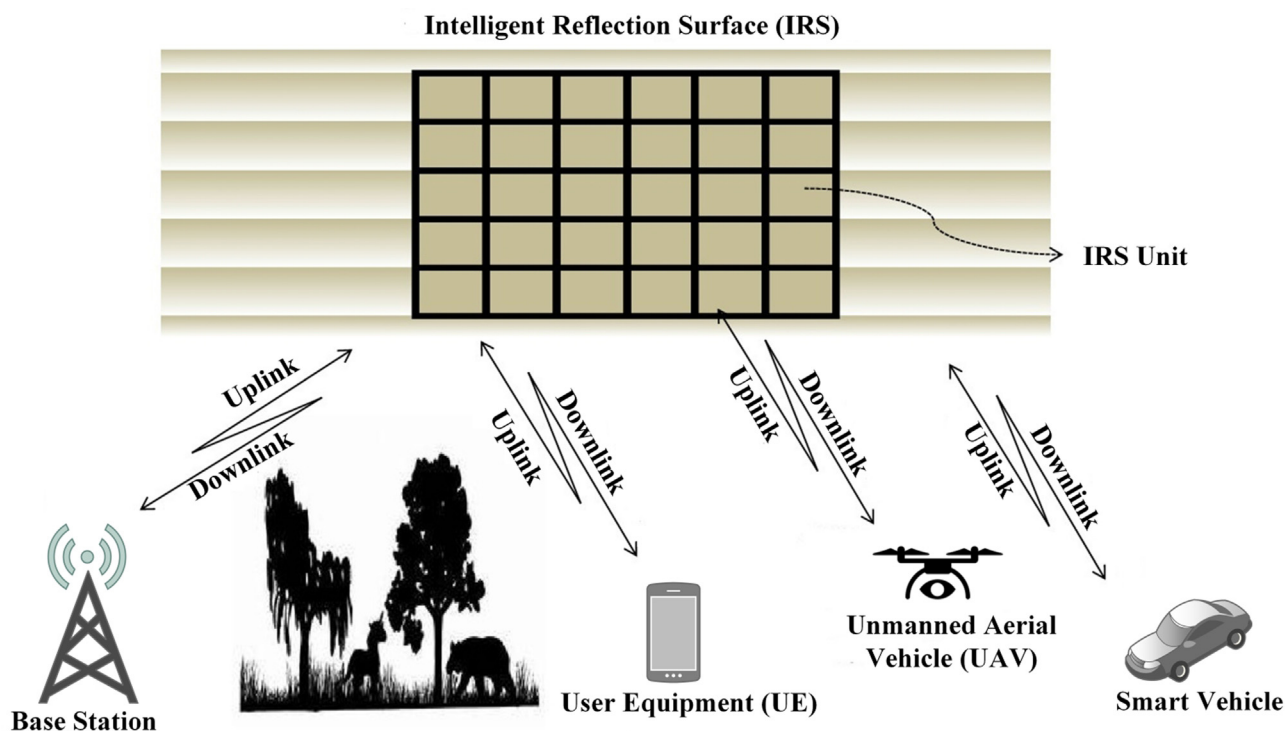 Intelligent Reflection Surface (IRS)
IRS Unit
Uplink
Downlink
Uplink
Downlink
Uplink
Downlink
Uplink
Downlink
Base Station
User Equipment (UE)
Unmanned Aerial
Vehicle (UAV)
Smart Vehicle